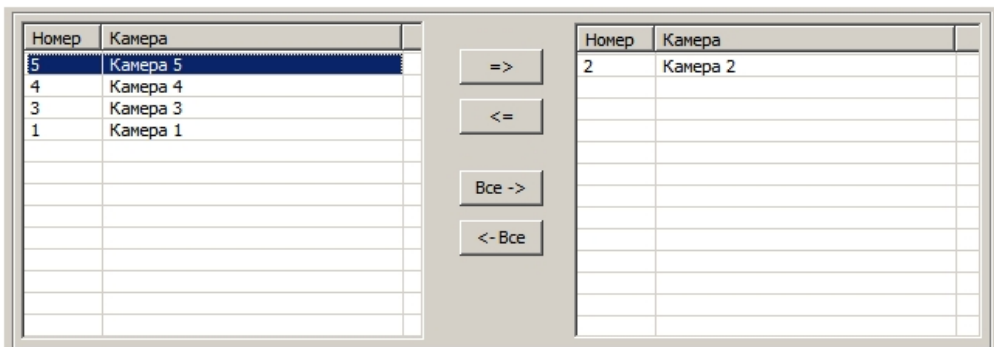 Номер Камера
5 Камера 5
4 Камера 4
3 Камера 3
1 Камера 1
=>
<=
Все ->
<- Все
Номер Камера
2 Камера 2